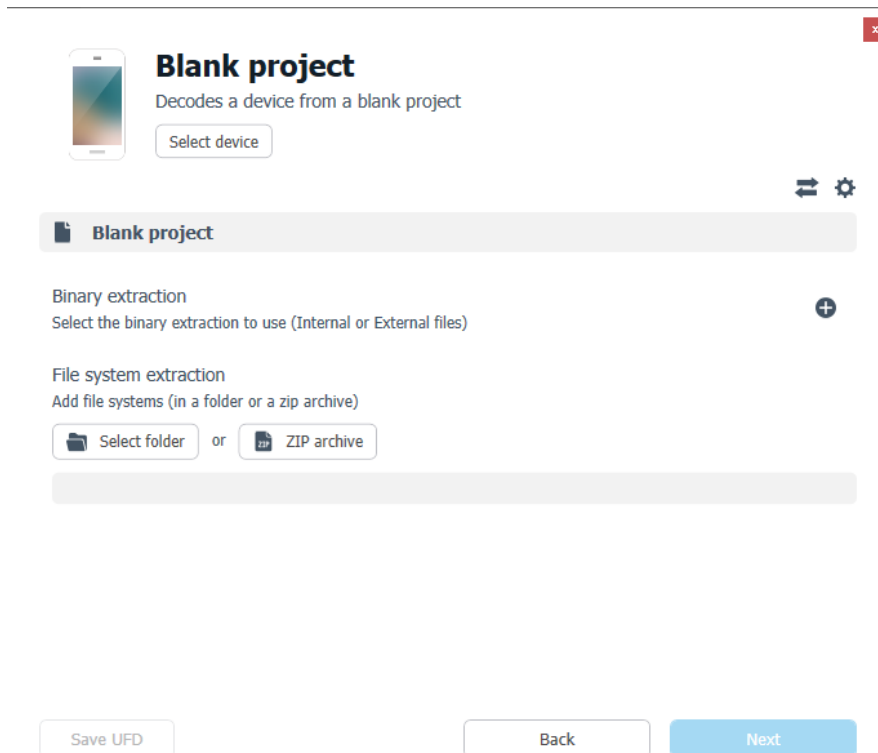 x
Blank project
Decodes a device from a blank project
Select device
Blank project
Binary extraction
Select the binary extraction to use (Internal or External files)
File system extraction
Add file systems (in a folder or a zip archive)
Select folder or ZIP ZIP archive
Save UFD Back Next